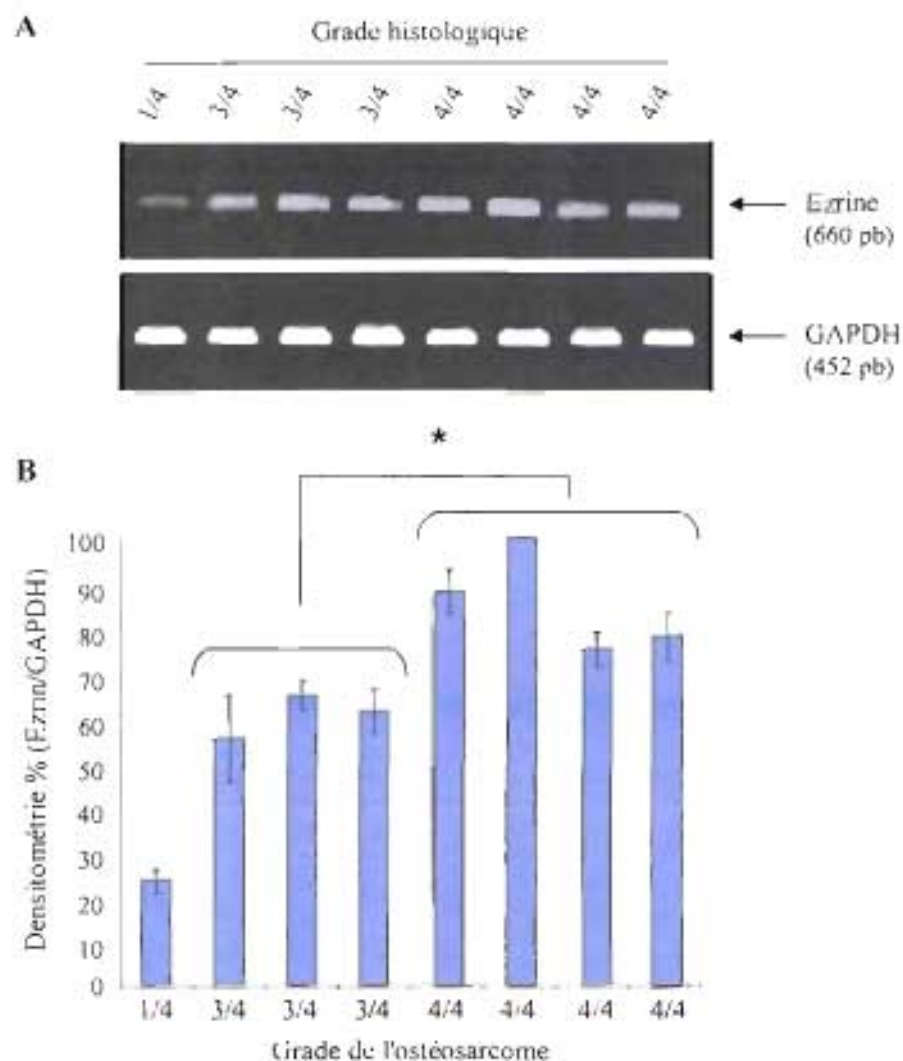 A
Grade histologique
1/4 3/4 3/4 3/4 4/4 4/4 4/4 4/4
Ezrine
(660 pb)
GAPDH
(452 pb)
*
B
Densitométrie % (Ezrin/GAPDH)
100
90
80
70
60
50
40
30
20
10
0
1/4 3/4 3/4 3/4 4/4 4/4 4/4 4/4
Grade de l'osténsarcome